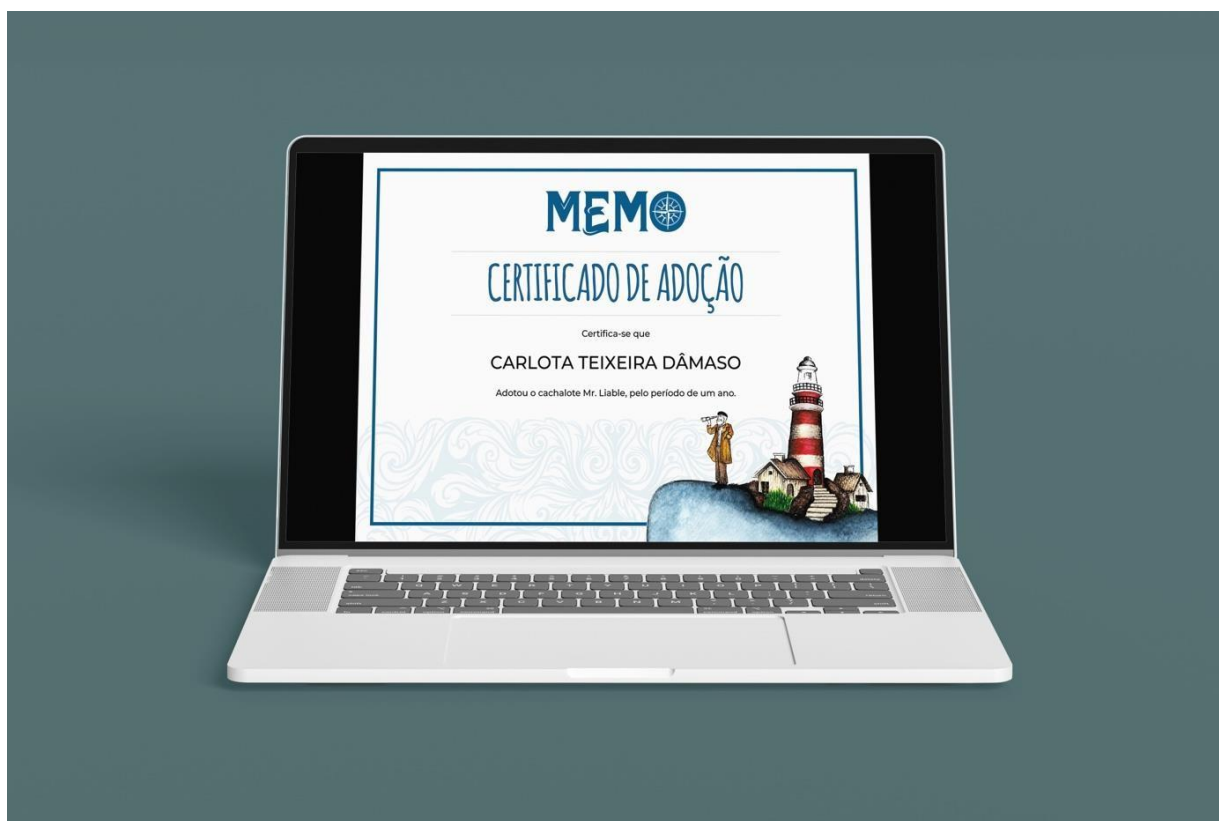 MEMO
CERTIFICADO DE ADOÇÃO
Certifica-se que
CARLOTA TEIXEIRA DÂMASO
Adotou o cachalote Mr. Liable, pelo período de um ano.